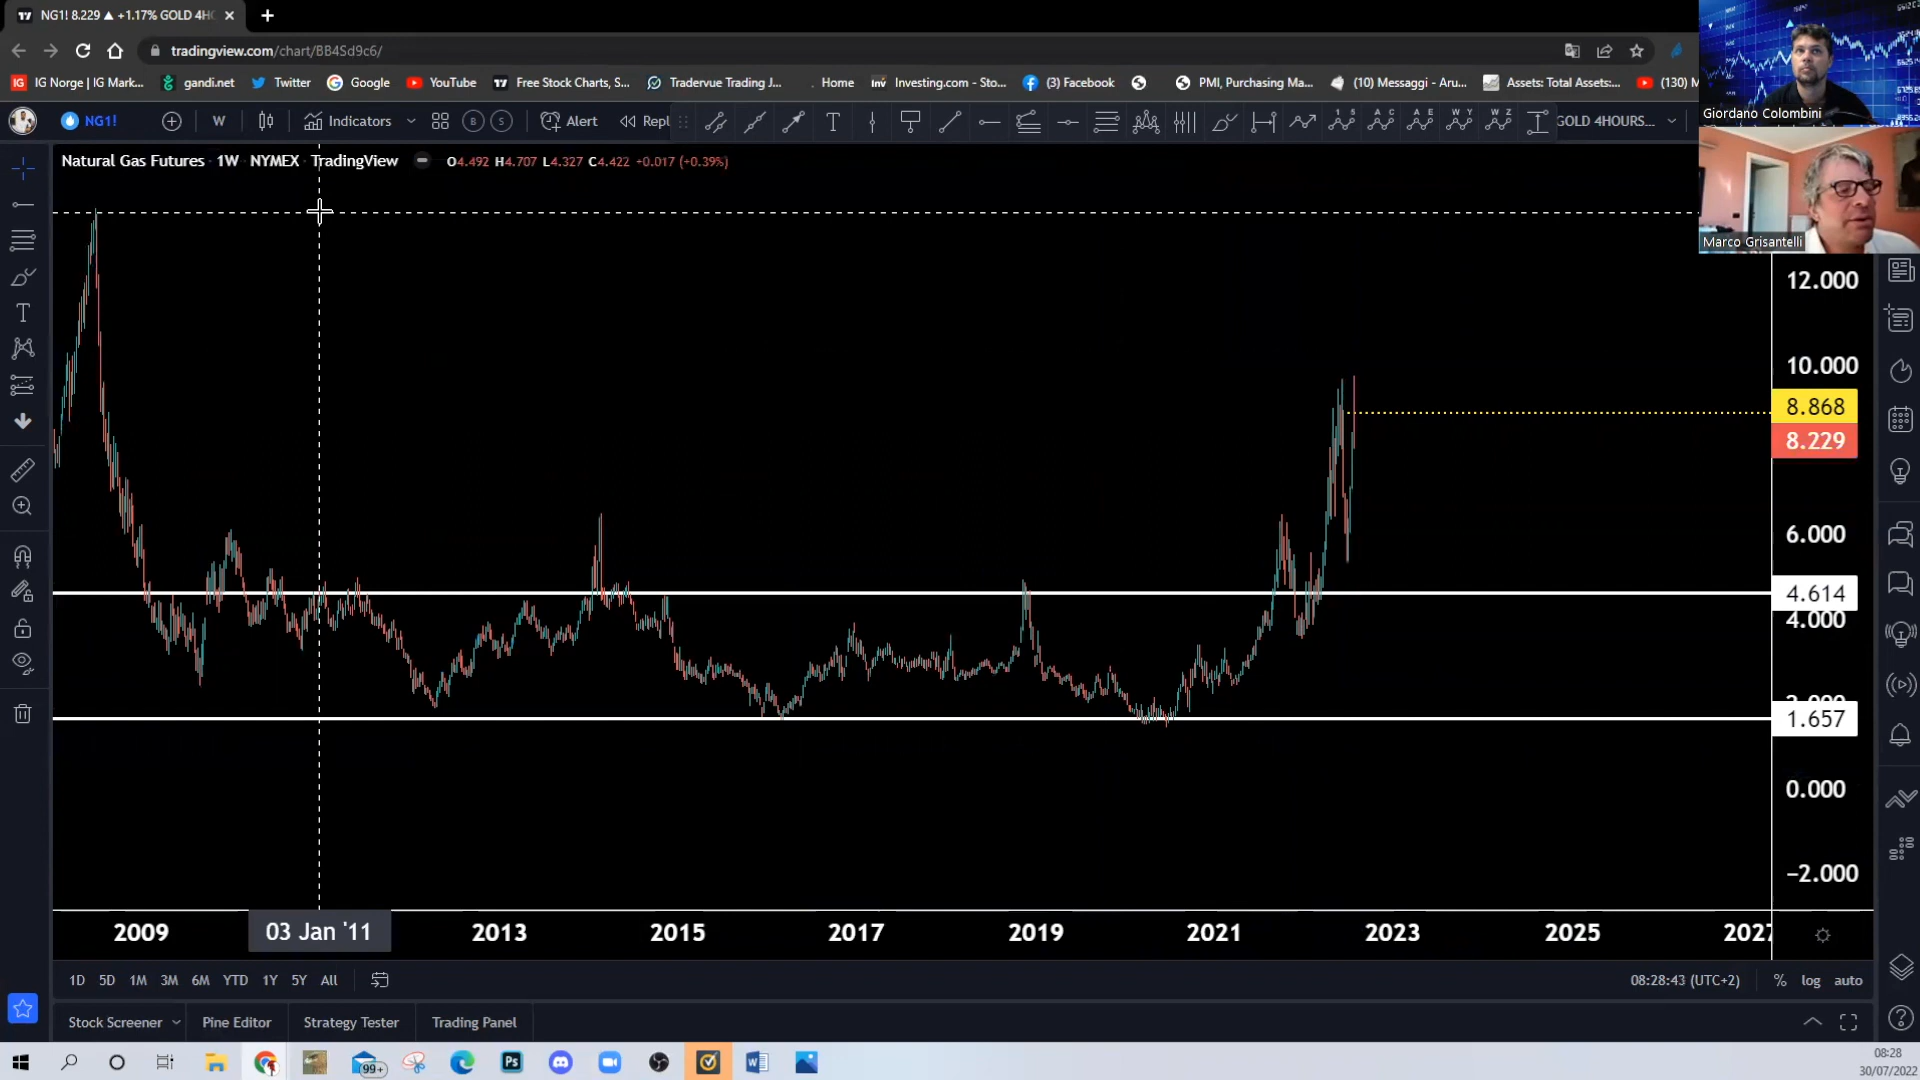 NG1! 8.229 ▲ +1.17% GOLD 4H
tradingview.com/chart/BB4Sd9c6/
IG Norge | IG Mark... gandi.net Twitter Google YouTube Free Stock Charts, S... Tradervue Trading J... Home Investing.com - Sto... (3) Facebook PMI, Purchasing Ma... (10) Messaggi - Aru... Assets: Total Assets:... (130) M
NG1! W Indicators B S Alert Repl T GOLD 4HOURS...
Giordano Colombini
Natural Gas Futures 1W NYMEX TradingView O4.492 H4.707 L4.327 C4.422 +0.017 (+0.39%)
Marco Grisantelli
12.000
10.000
8.868
8.229
6.000
4.614
4.000
1.657
0.000
−2.000
2009 03 Jan '11 2013 2015 2017 2019 2021 2023 2025 2027
1D 5D 1M 3M 6M YTD 1Y 5Y All 08:28:43 (UTC+2) % log auto
Stock Screener Pine Editor Strategy Tester Trading Panel
99+ Ps W
08:28
30/07/2022